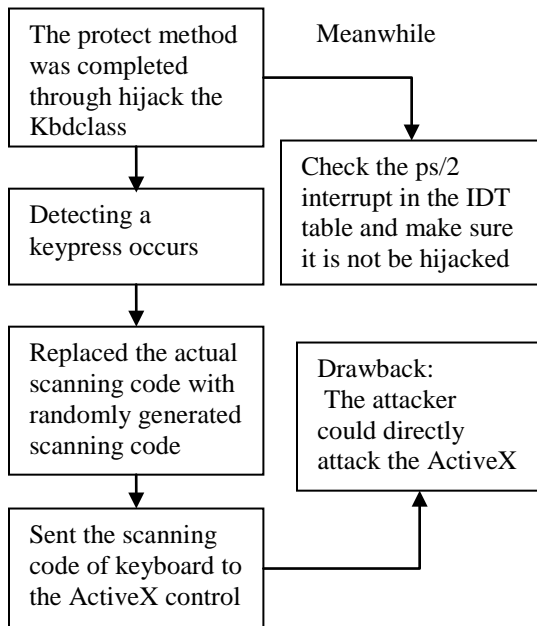 The protect method
was completed
through hijack the
Kbdclass
Meanwhile
Check the ps/2
interrupt in the IDT
table and make sure
it is not be hijacked
Detecting a
keypress occurs
Replaced the actual
scanning code with
randomly generated
scanning code
Sent the scanning
code of keyboard to
the ActiveX control
Drawback:
The attacker
could directly
attack the ActiveX